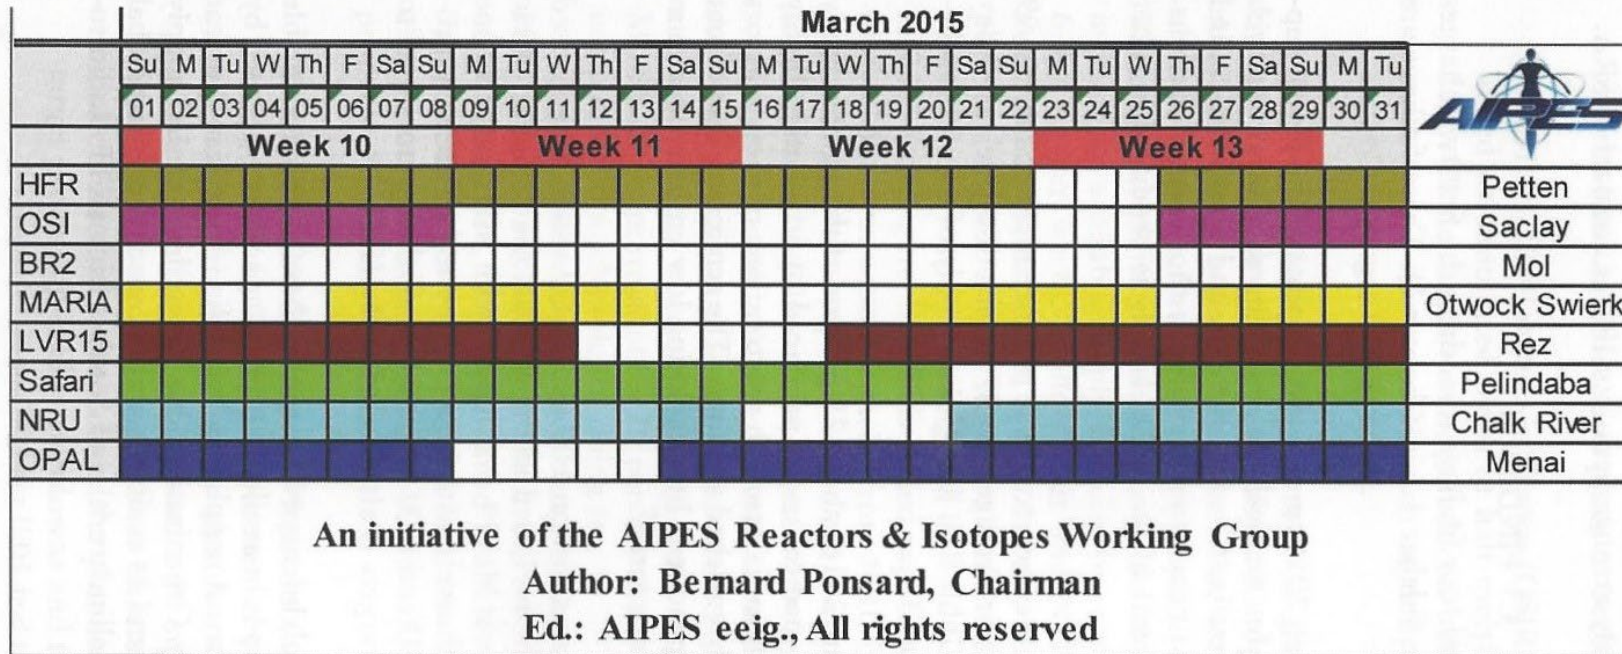 March 2015
Su M Tu W Th F Sa Su M Tu W Th F Sa Su M Tu W Th F Sa Su M Tu W Th F Sa Su M Tu
01 02 03 04 05 06 07 08 09 10 11 12 13 14 15 16 17 18 19 20 21 22 23 24 25 26 27 28 29 30 31
AIPES
Week 10 Week 11 Week 12 Week 13
HFR Petten
OSI Saclay
BR2 Mol
MARIA Otwock Swierk
LVR15 Rez
Safari Pelindaba
NRU Chalk River
OPAL Menai
An initiative of the AIPES Reactors & Isotopes Working Group
Author: Bernard Ponsard, Chairman
Ed.: AIPES eeig., All rights reserved